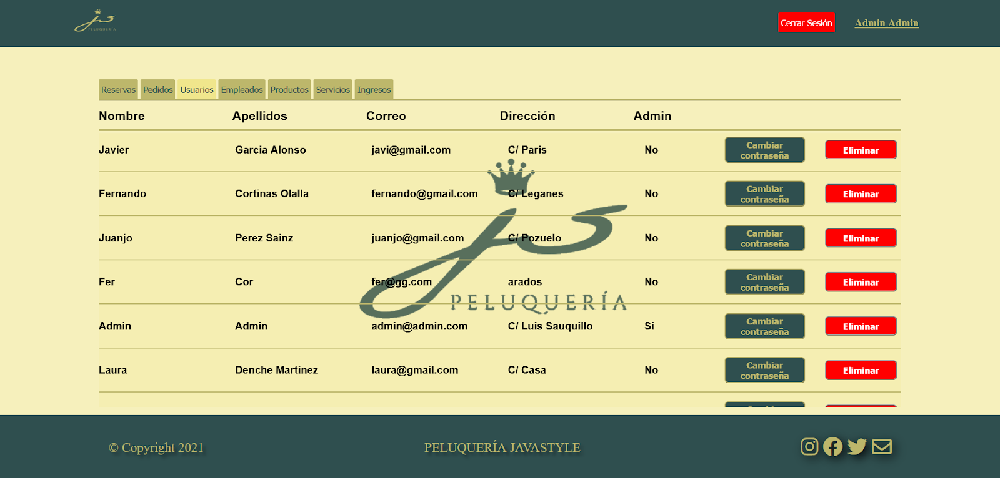 PELUQUERÍA
Cerrar Sesión
Admin Admin
Reservas Pedidos Usuarios Empleados Productos Servicios Ingresos
Nombre Apellidos Correo Dirección Admin
Javier Garcia Alonso javi@gmail.com C/ Paris No Cambiar contraseña Eliminar
Fernando Cortinas Olalla fernando@gmail.com C/ Leganes No Cambiar contraseña Eliminar
Juanjo Perez Sainz juanjo@gmail.com C/ Pozuelo No Cambiar contraseña Eliminar
Fer Cor fer@gg.com arados No Cambiar contraseña Eliminar
js
PELUQUERÍA
Admin Admin admin@admin.com C/ Luis Sauquillo Si Cambiar contraseña Eliminar
Laura Denche Martinez laura@gmail.com C/ Casa No Cambiar contraseña Eliminar
© Copyright 2021 PELUQUERÍA JAVASTYLE